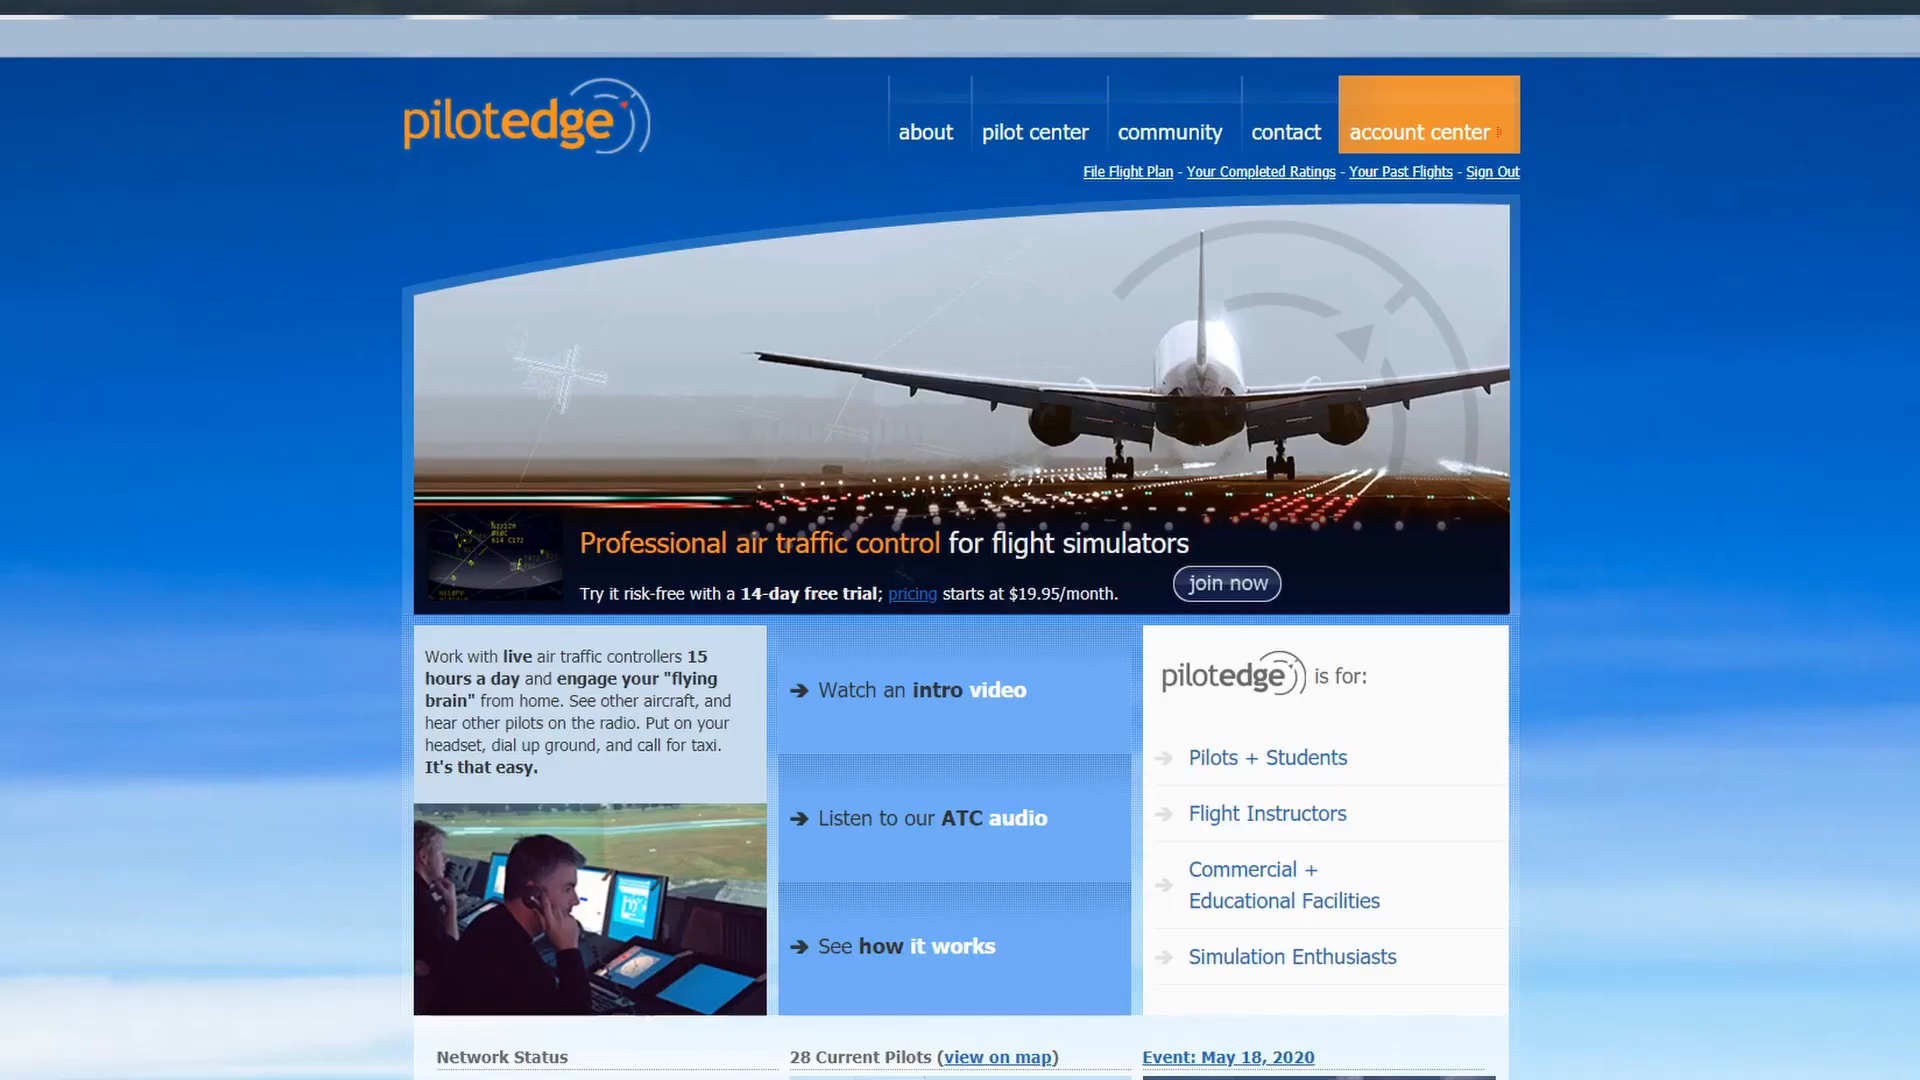 pilotedge
about
pilot center
community
contact
account center
File Flight Plan - Your Completed Ratings - Your Past Flights - Sign Out
Professional air traffic control for flight simulators
Try it risk-free with a 14-day free trial; pricing starts at $19.95/month.
join now
Work with live air traffic controllers 15
hours a day and engage your "flying
brain" from home. See other aircraft, and
hear other pilots on the radio. Put on your
headset, dial up ground, and call for taxi.
It's that easy.
Watch an intro video
Listen to our ATC audio
See how it works
pilotedge is for:
Pilots + Students
Flight Instructors
Commercial +
Educational Facilities
Simulation Enthusiasts
Network Status
28 Current Pilots (view on map)
Event: May 18, 2020